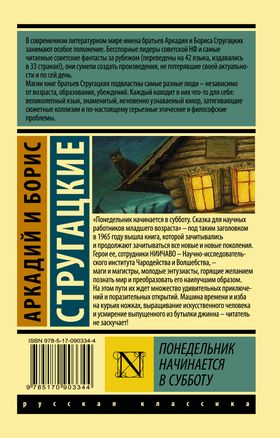 В современном литературном мире имена братьев Аркадия и Бориса Стругацких
занимают особое положение. Бесспорные лидеры советской НФ и самые
читаемые советские фантасты за рубежом (переведены на 42 языка, издавались
в 33 странах!), они сумели создать произведения, не потерявшие своей актуально-
сти и по сей день.
Магии книг братьев Стругацких подвластны самые разные люди – независимо
от возраста, образования, убеждений. Каждый находит в них что-то для себя:
великолепный язык, знаменитый, мгновенно узнаваемый юмор, затягивающие
сюжетные коллизии и по-настоящему серьезные этические и философские
проблемы.
АРКАДИЙ И БОРИС
СТРУГАЦКИЕ
«Понедельник начинается в субботу. Сказка для научных
работников младшего возраста» – под таким заголовком
в 1965 году вышла книга, которой зачитывались
и продолжают зачитываться все новые и новые поколения.
Герои ее, сотрудники НИИЧАВО – Научно-исследователь-
ского института Чародейства и Волшебства, –
маги и магистры, молодые энтузиасты, горящие желанием
познать мир и преобразовать его наилучшим образом.
На этом пути их ждет множество удивительных приключе-
ний и поразительных открытий. Машина времени и изба
на курьих ножках, выращивание искусственного человека
и усмирение выпущенного из бутылки джинна – читатель
не заскучает!
ISBN 978-5-17-090334-4
9 785170 903344
N
ПОНЕДЕЛЬНИК
НАЧИНАЕТСЯ
В СУББОТУ
русская классика